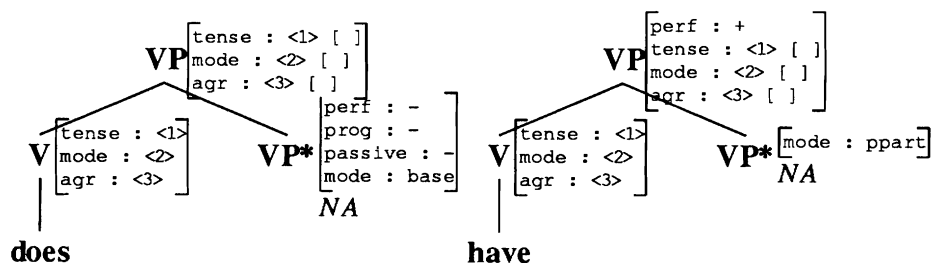 VP
tense : <1> [ ]
mode : <2> [ ]
agr : <3> [ ]
V
tense : <1>
mode : <2>
agr : <3>
VP*
perf : -
prog : -
passive : -
mode : base
NA
does
VP
perf : +
tense : <1> [ ]
mode : <2> [ ]
agr : <3> [ ]
V
tense : <1>
mode : <2>
agr : <3>
VP*
mode : ppart
NA
have